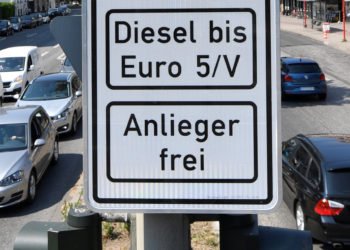 Diesel bis
Euro 5/V
Anlieger
frei